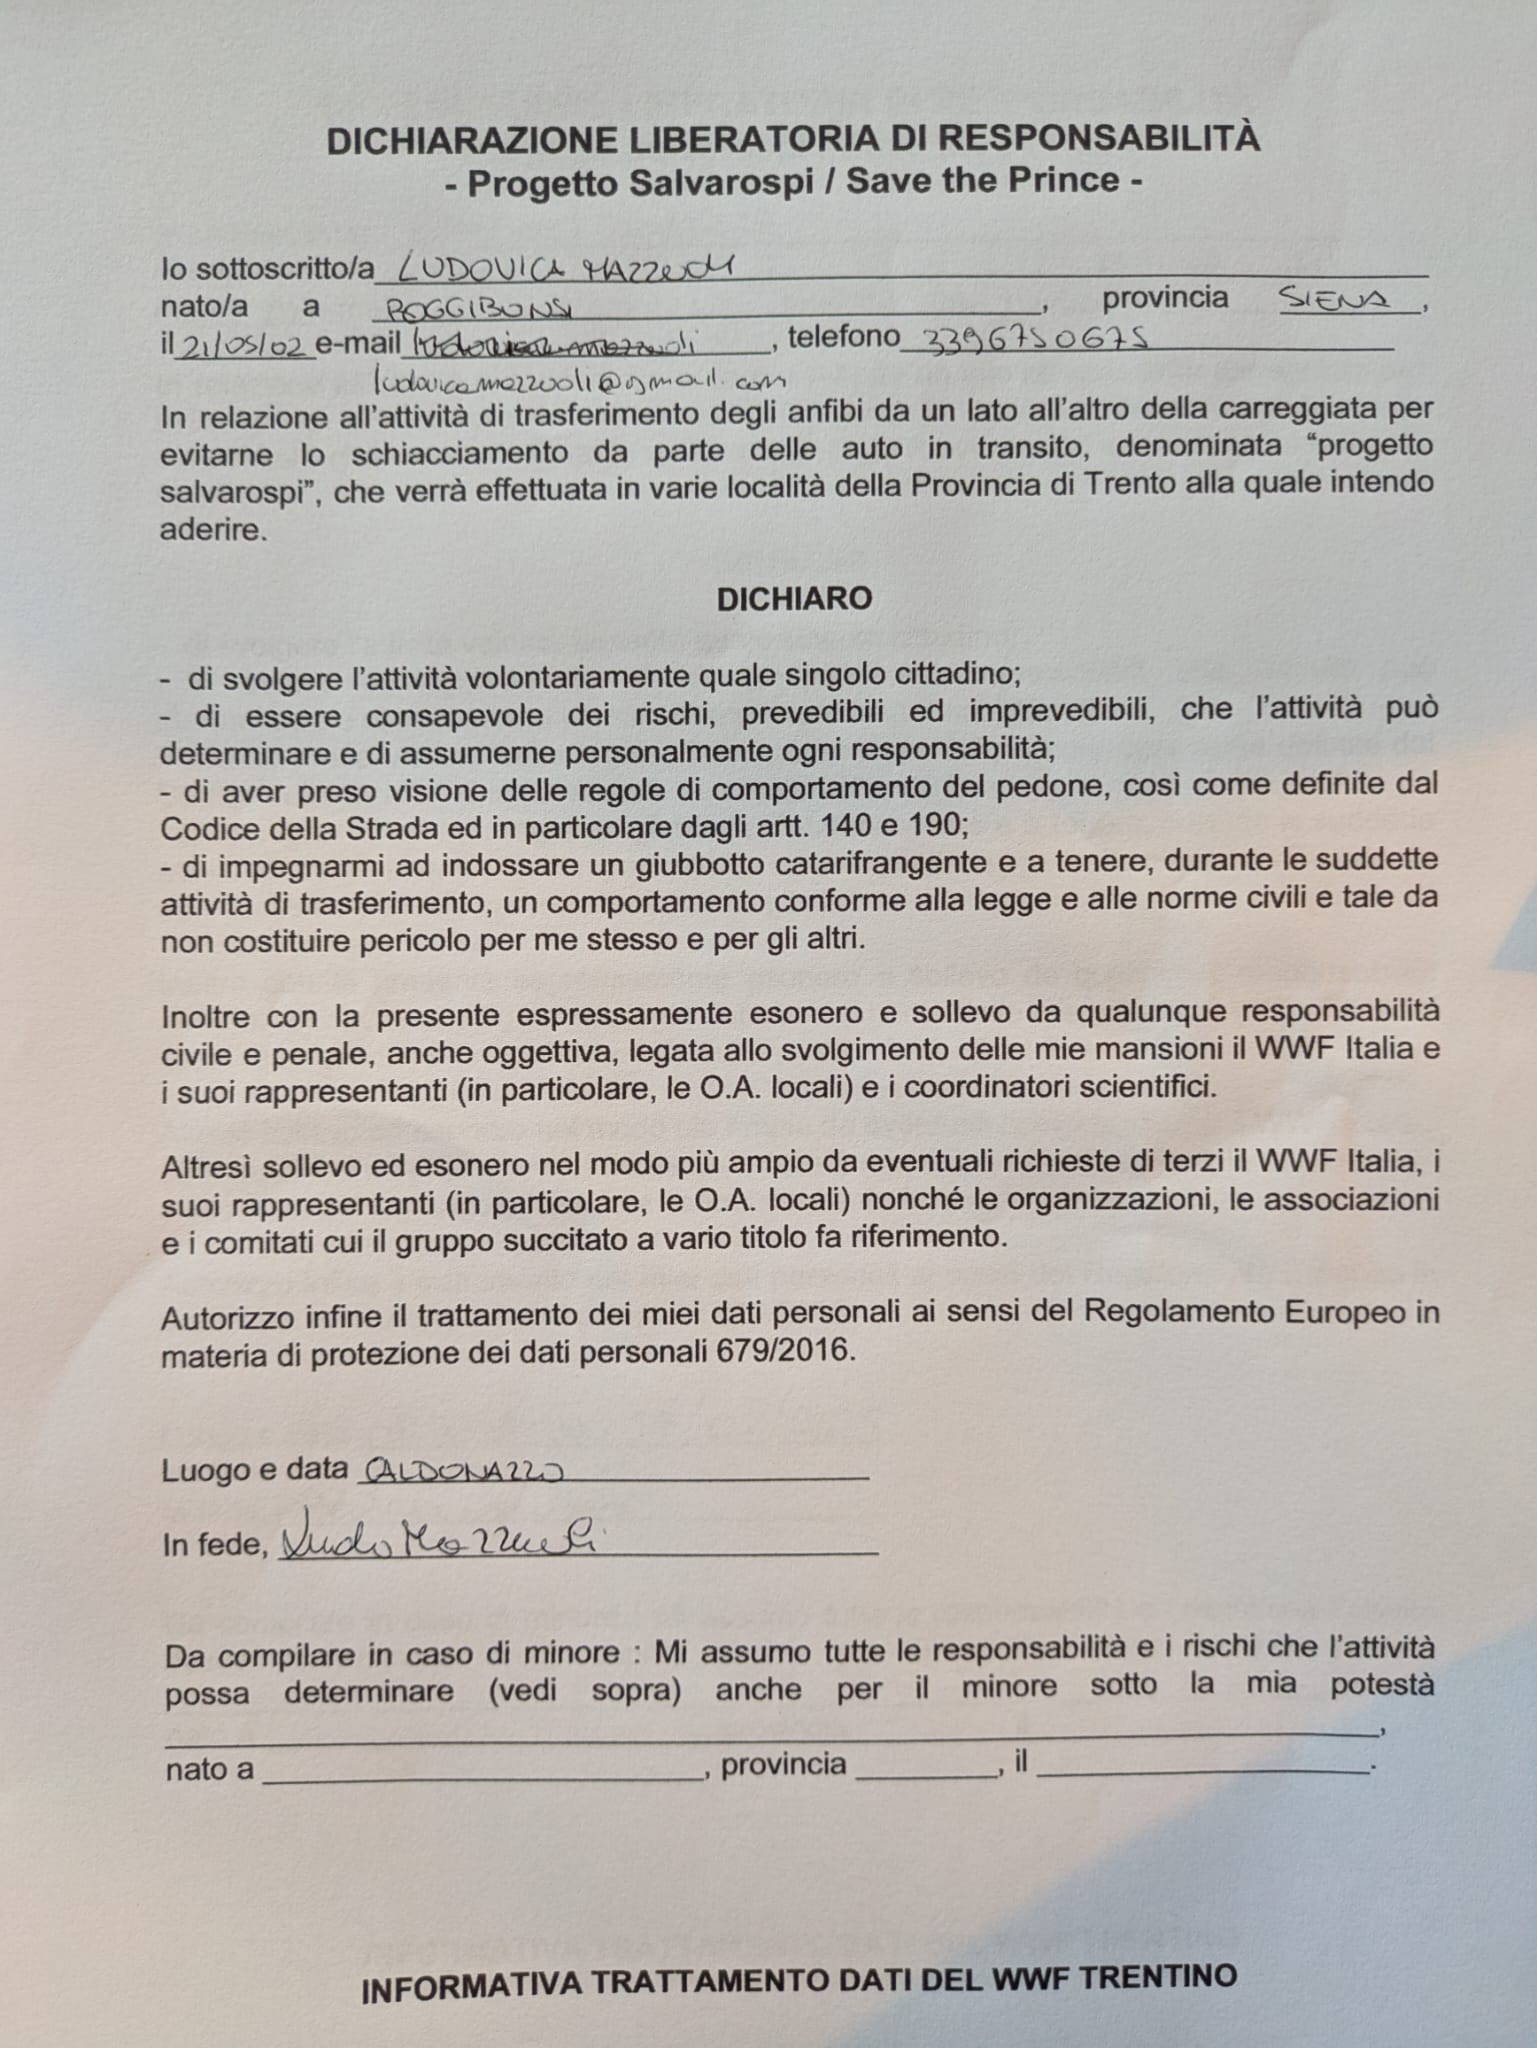 DICHIARAZIONE LIBERATORIA DI RESPONSABILITÀ
- Progetto Salvarospi / Save the Prince -
Io sottoscritto/a LUDOVICA MAZZUOLI
nato/a a POGGIBONSI, provincia SIENA,
il 21/05/02 e-mail, telefono 3396750675
ludovicamazzuoli@gmail.com
In relazione all'attività di trasferimento degli anfibi da un lato all'altro della carreggiata per
evitarne lo schiacciamento da parte delle auto in transito, denominata “progetto
salvarospi”, che verrà effettuata in varie località della Provincia di Trento alla quale intendo
aderire.
DICHIARO
- di svolgere l'attività volontariamente quale singolo cittadino;
- di essere consapevole dei rischi, prevedibili ed imprevedibili, che l'attività può
determinare e di assumerne personalmente ogni responsabilità;
- di aver preso visione delle regole di comportamento del pedone, così come definite dal
Codice della Strada ed in particolare dagli artt. 140 e 190;
- di impegnarmi ad indossare un giubbotto catarifrangente e a tenere, durante le suddette
attività di trasferimento, un comportamento conforme alla legge e alle norme civili e tale da
non costituire pericolo per me stesso e per gli altri.
Inoltre con la presente espressamente esonero e sollevo da qualunque responsabilità
civile e penale, anche oggettiva, legata allo svolgimento delle mie mansioni il WWF Italia e
i suoi rappresentanti (in particolare, le O.A. locali) e i coordinatori scientifici.
Altresì sollevo ed esonero nel modo più ampio da eventuali richieste di terzi il WWF Italia, i
suoi rappresentanti (in particolare, le O.A. locali) nonché le organizzazioni, le associazioni
e i comitati cui il gruppo succitato a vario titolo fa riferimento.
Autorizzo infine il trattamento dei miei dati personali ai sensi del Regolamento Europeo in
materia di protezione dei dati personali 679/2016.
Luogo e data CALDONAZZO
In fede, Ludo Mazzuoli
Da compilare in caso di minore : Mi assumo tutte le responsabilità e i rischi che l'attività
possa determinare (vedi sopra) anche per il minore sotto la mia potestà
,
nato a , provincia , il .
INFORMATIVA TRATTAMENTO DATI DEL WWF TRENTINO